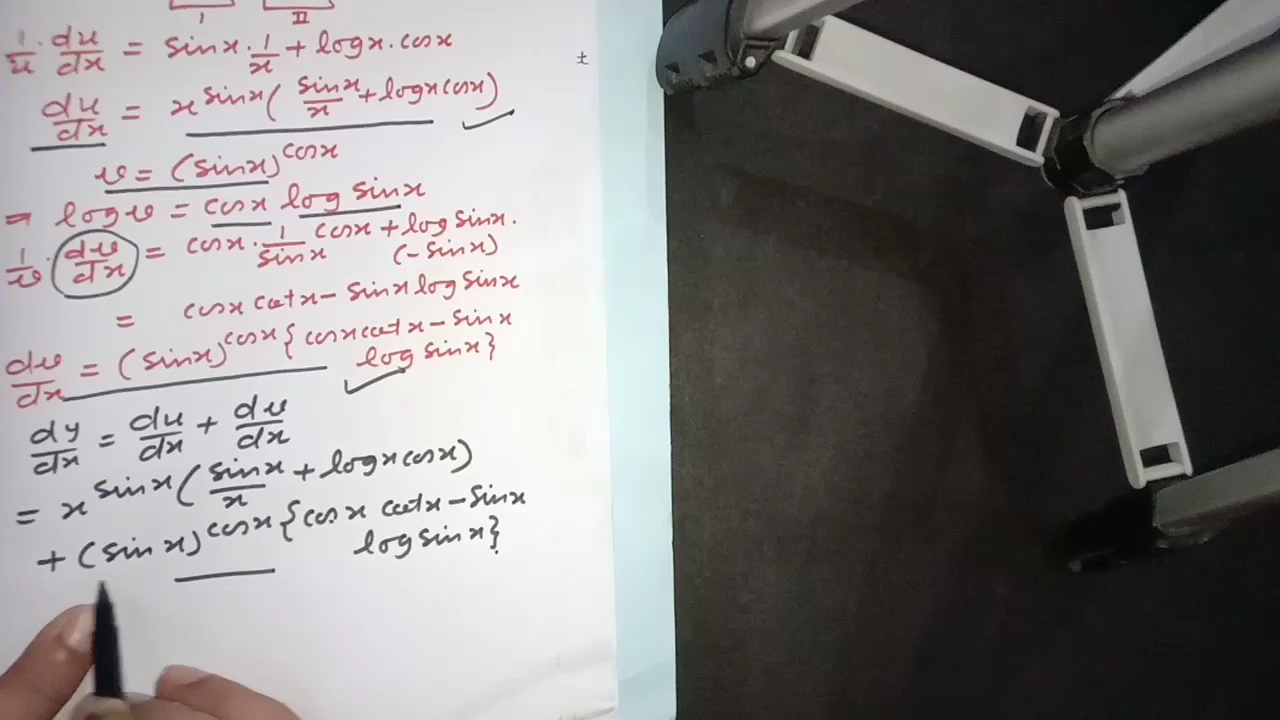 I II
1/u · du/dx = sinx · 1/x + logx · cosx
du/dx = x^sinx ( sinx/x + logx cosx )
v = (sinx)^cosx
⇒ log v = cosx log sinx
1/v · dv/dx = cosx · 1/sinx cosx + log sinx · (-sinx)
= cosx cotx - sinx log sinx
dv/dx = (sinx)^cosx { cosx cotx - sinx
log sinx }
dy/dx = du/dx + dv/dx
= x^sinx ( sinx/x + logx cosx )
+ (sinx)^cosx { cosx cotx - sinx
log sinx }.
±